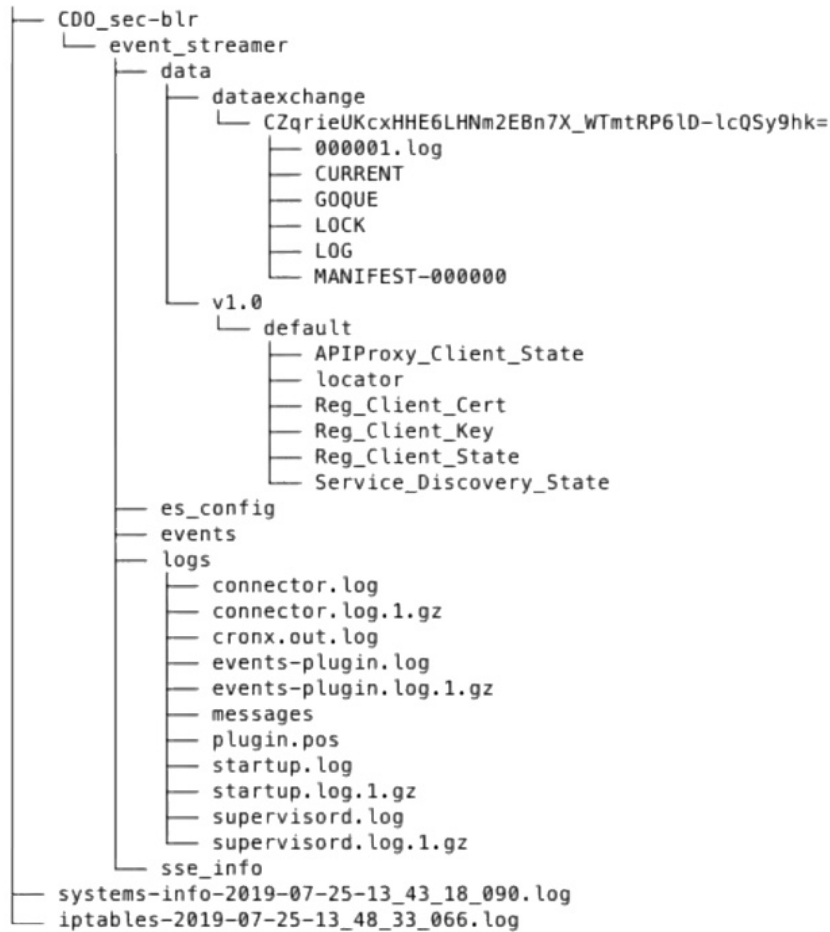 ├── CDO_sec-blr
│   └── event_streamer
│       ├── data
│       │   ├── dataexchange
│       │   │   └── CZqrieUKcxHHE6LHNm2EBn7X_WTmtRP6lD-lcQSy9hk=
│       │   │       ├── 000001.log
│       │   │       ├── CURRENT
│       │   │       ├── GOQUE
│       │   │       ├── LOCK
│       │   │       ├── LOG
│       │   │       └── MANIFEST-000000
│       │   └── v1.0
│       │       └── default
│       │           ├── APIProxy_Client_State
│       │           ├── locator
│       │           ├── Reg_Client_Cert
│       │           ├── Reg_Client_Key
│       │           ├── Reg_Client_State
│       │           └── Service_Discovery_State
│       ├── es_config
│       ├── events
│       ├── logs
│       │   ├── connector.log
│       │   ├── connector.log.1.gz
│       │   ├── cronx.out.log
│       │   ├── events-plugin.log
│       │   ├── events-plugin.log.1.gz
│       │   ├── messages
│       │   ├── plugin.pos
│       │   ├── startup.log
│       │   ├── startup.log.1.gz
│       │   ├── supervisord.log
│       │   └── supervisord.log.1.gz
│       └── sse_info
├── systems-info-2019-07-25-13_43_18_090.log
└── iptables-2019-07-25-13_48_33_066.log